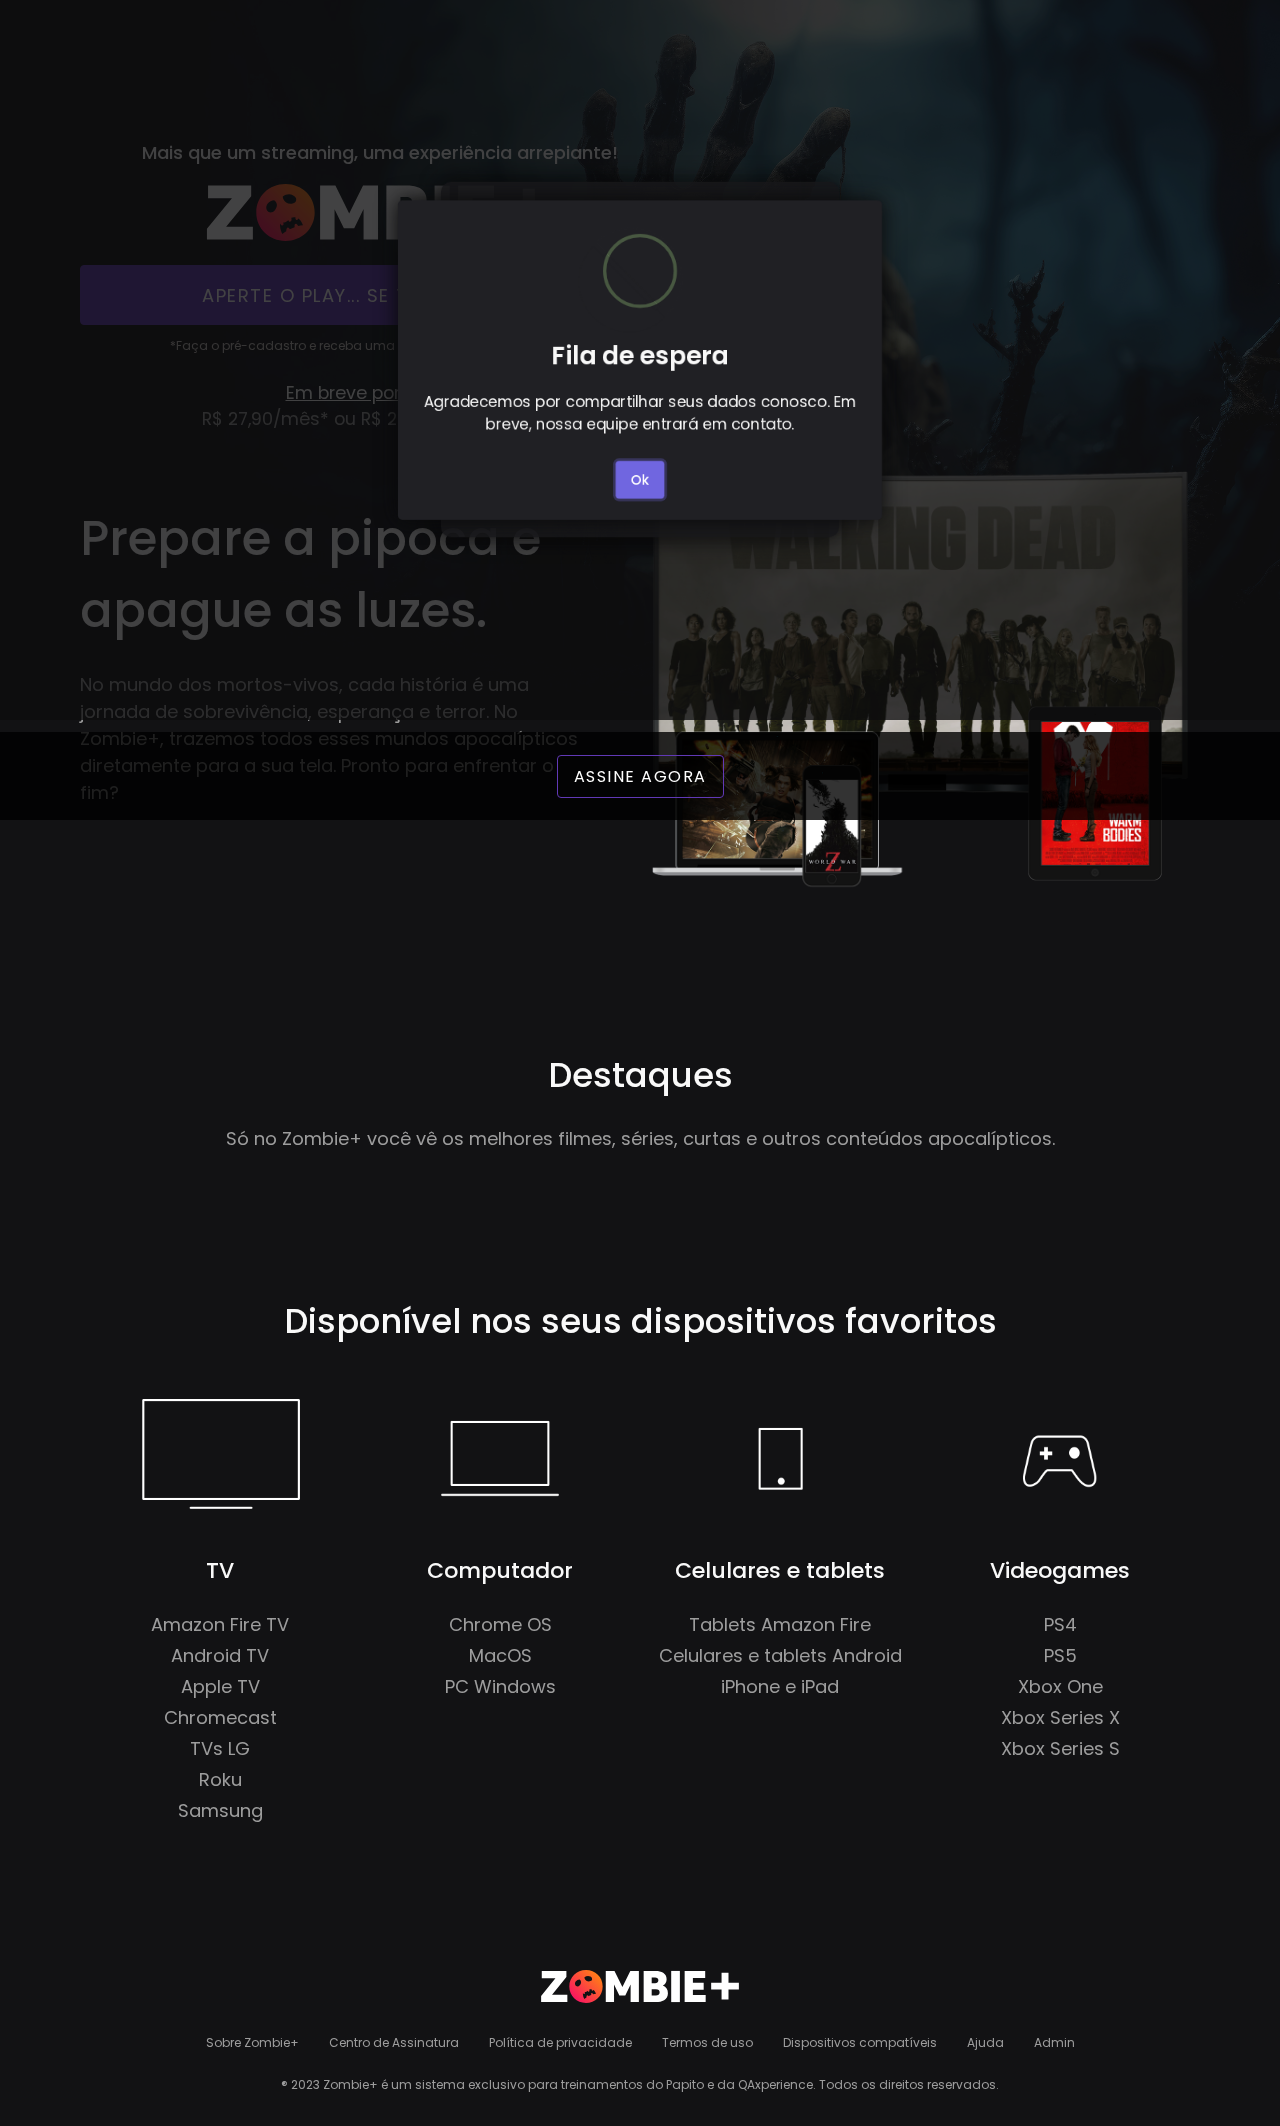 Mais que um streaming, uma experiência arrepiante!
ZOMBIE+
APERTE O PLAY... SE
*Faça o pré-cadastro e receba uma
Em breve por
R$ 27,90/mês* ou R$ 2
Fila de espera
Agradecemos por compartilhar seus dados conosco. Em
breve, nossa equipe entrará em contato.
Ok
Prepare a pipoca e
apague as luzes.
No mundo dos mortos-vivos, cada história é uma
jornada de sobrevivência, esperança e terror. No
Zombie+, trazemos todos esses mundos apocalípticos
diretamente para a sua tela. Pronto para enfrentar o
fim?
WALKING DEAD
ASSINE AGORA
WARM
BODIES
WORLD WAR
Z
Destaques
Só no Zombie+ você vê os melhores filmes, séries, curtas e outros conteúdos apocalípticos.
Disponível nos seus dispositivos favoritos
TV
Amazon Fire TV
Android TV
Apple TV
Chromecast
TVs LG
Roku
Samsung
Computador
Chrome OS
MacOS
PC Windows
Celulares e tablets
Tablets Amazon Fire
Celulares e tablets Android
iPhone e iPad
Videogames
PS4
PS5
Xbox One
Xbox Series X
Xbox Series S
ZOMBIE+
Sobre Zombie+ Centro de Assinatura Política de privacidade Termos de uso Dispositivos compatíveis Ajuda Admin
® 2023 Zombie+ é um sistema exclusivo para treinamentos do Papito e da QAxperience. Todos os direitos reservados.